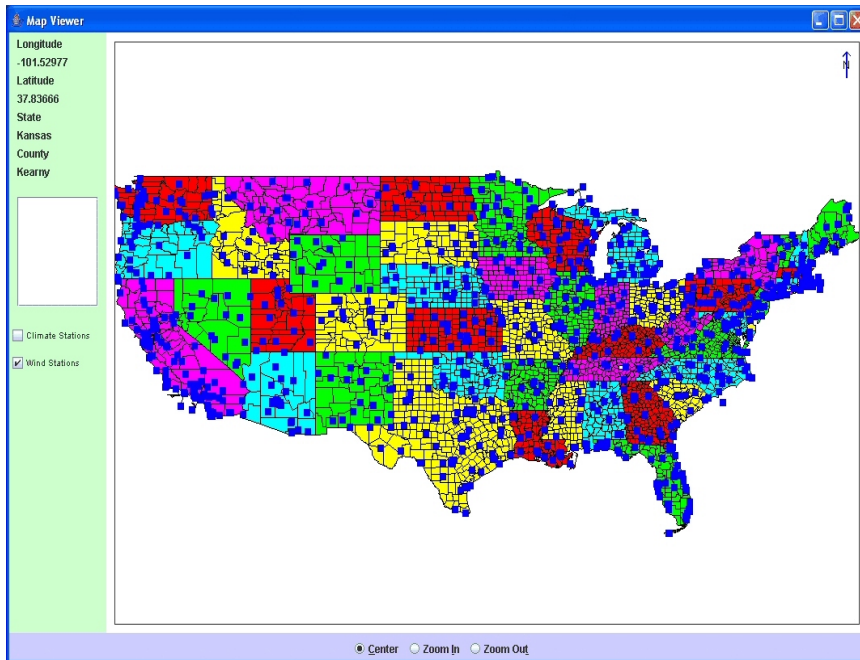 Map Viewer
Longitude
-101.52977
Latitude
37.83666
State
Kansas
County
Kearny
Climate Stations
Wind Stations
N
Center
Zoom In
Zoom Out